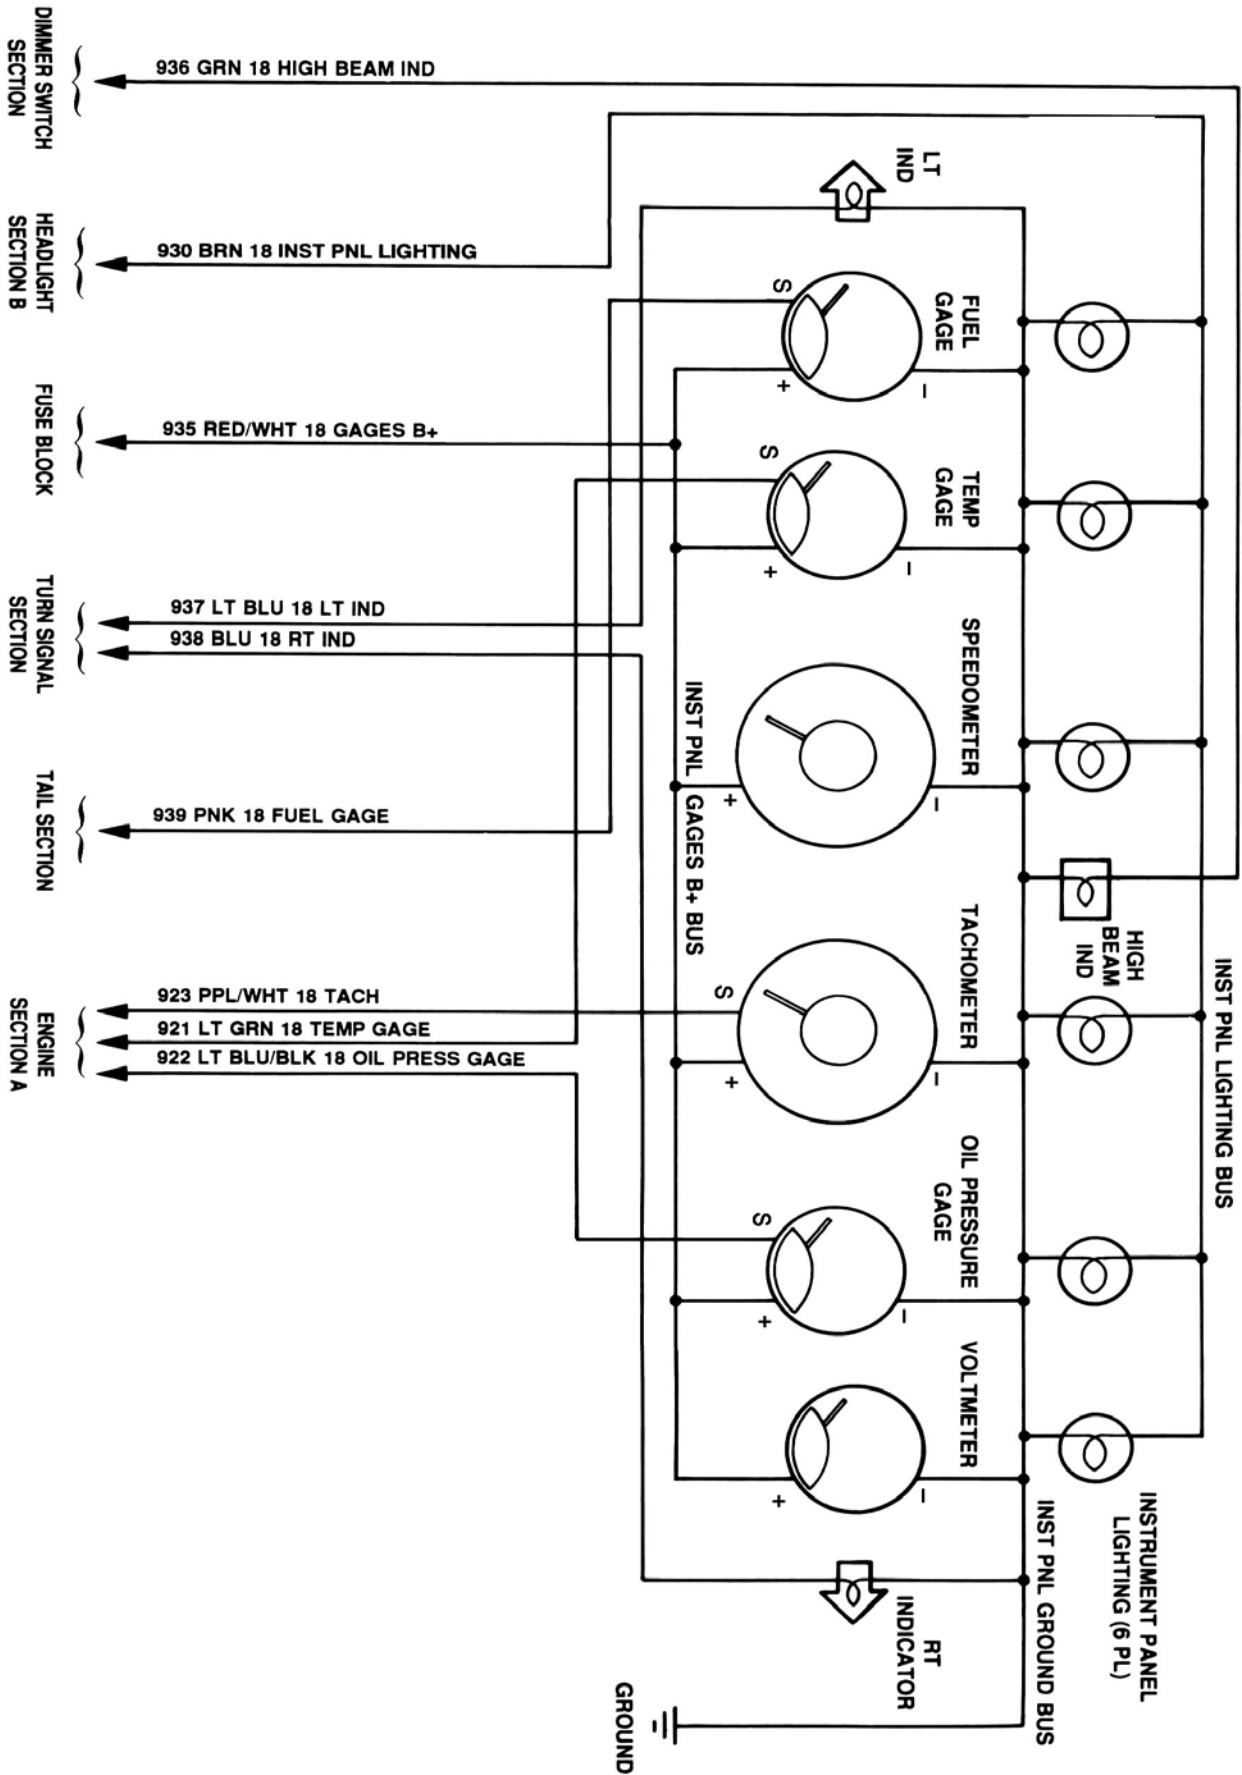 DIMMER SWITCH
SECTION
936 GRN 18 HIGH BEAM IND
HEADLIGHT
SECTION B
930 BRN 18 INST PNL LIGHTING
FUSE BLOCK
935 RED/WHT 18 GAGES B+
TURN SIGNAL
SECTION
937 LT BLU 18 LT IND
938 BLU 18 RT IND
TAIL SECTION
939 PNK 18 FUEL GAGE
ENGINE
SECTION A
923 PPL/WHT 18 TACH
921 LT GRN 18 TEMP GAGE
922 LT BLU/BLK 18 OIL PRESS GAGE
LT
IND
FUEL
GAGE
S
+
−
TEMP
GAGE
S
+
−
SPEEDOMETER
+
−
INST PNL GAGES B+ BUS
TACHOMETER
S
+
−
OIL PRESSURE
GAGE
S
+
−
VOLTMETER
+
−
RT
INDICATOR
HIGH
BEAM
IND
INST PNL LIGHTING BUS
INSTRUMENT PANEL
LIGHTING (6 PL)
INST PNL GROUND BUS
GROUND